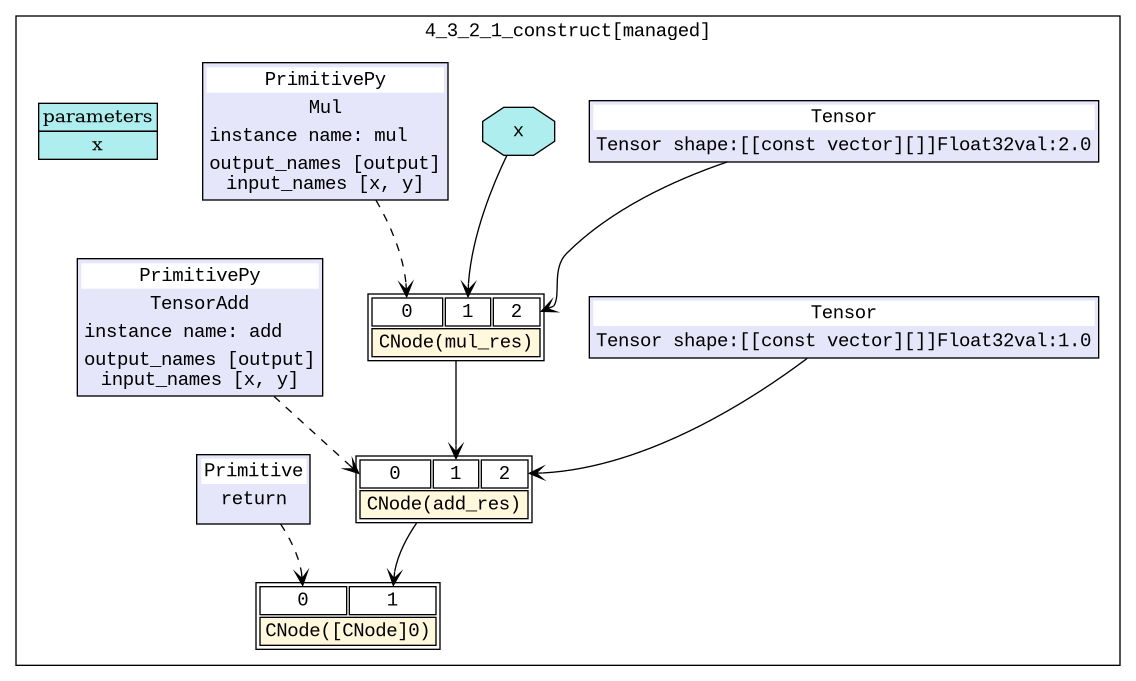 4_3_2_1_construct[managed]
parameters
x
PrimitivePy
Mul
instance name: mul
output_names [output]
input_names [x, y]
x
Tensor
Tensor shape:[[const vector][]]Float32val:2.0
PrimitivePy
TensorAdd
instance name: add
output_names [output]
input_names [x, y]
0 1 2
CNode(mul_res)
Tensor
Tensor shape:[[const vector][]]Float32val:1.0
Primitive
return
0 1 2
CNode(add_res)
0 1
CNode([CNode]0)